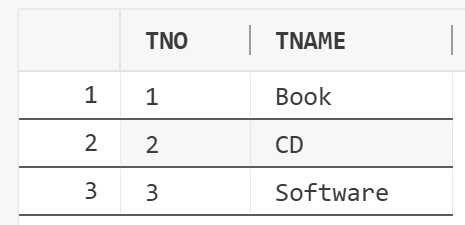 TNO TNAME
1 1 Book
2 2 CD
3 3 Software